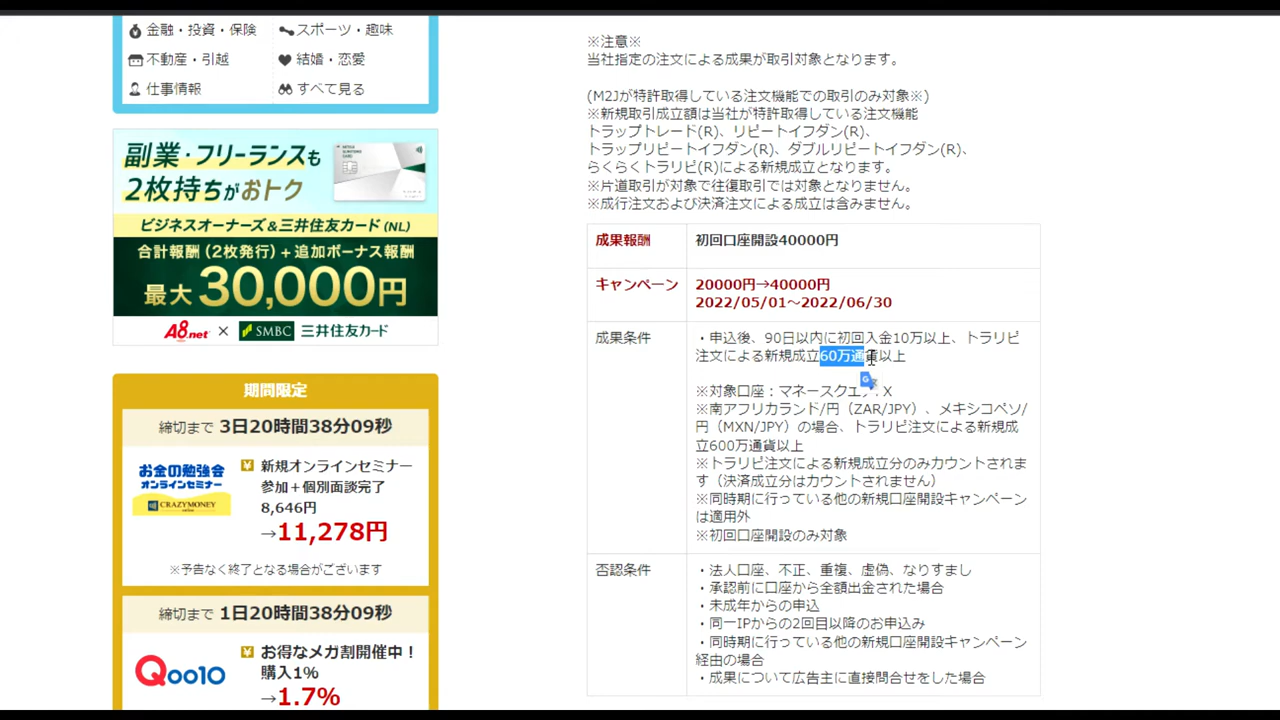 金融・投資・保険
スポーツ・趣味
不動産・引越
結婚・恋愛
仕事情報
すべて見る
副業・フリーランスも
2枚持ちがおトク
ビジネスオーナーズ&三井住友カード(NL)
合計報酬(2枚発行)+追加ボーナス報酬
最大30,000円
A8.net × SMBC 三井住友カード
期間限定
締切まで 3日20時間38分09秒
お金の勉強会
オンラインセミナー
CRAZYMONEY
新規オンラインセミナー
参加+個別面談完了
8,646円
→11,278円
※予告なく終了となる場合がございます
締切まで 1日20時間38分09秒
Qoo10
お得なメガ割開催中!
購入1%
→1.7%
※注意※
当社指定の注文による成果が取引対象となります。
(M2Jが特許取得している注文機能での取引のみ対象※)
※新規取引成立額は当社が特許取得している注文機能
トラップトレード(R)、リピートイフダン(R)、
トラップリピートイフダン(R)、ダブルリピートイフダン(R)、
らくらくトラリピ(R)による新規成立となります。
※片道取引が対象で往復取引では対象となりません。
※成行注文および決済注文による成立は含みません。
成果報酬
初回口座開設40000円
キャンペーン
20000円→40000円
2022/05/01～2022/06/30
成果条件
・申込後、90日以内に初回入金10万以上、トラリピ
注文による新規成立60万通貨以上
※対象口座：マネースクエ X
※南アフリカランド/円（ZAR/JPY）、メキシコペソ/
円（MXN/JPY）の場合、トラリピ注文による新規成
立600万通貨以上
※トラリピ注文による新規成立分のみカウントされま
す（決済成立分はカウントされません）
※同時期に行っている他の新規口座開設キャンペーン
は適用外
※初回口座開設のみ対象
否認条件
・法人口座、不正、重複、虚偽、なりすまし
・承認前に口座から全額出金された場合
・未成年からの申込
・同一IPからの2回目以降のお申込み
・同時期に行っている他の新規口座開設キャンペーン
経由の場合
・成果について広告主に直接問合せをした場合